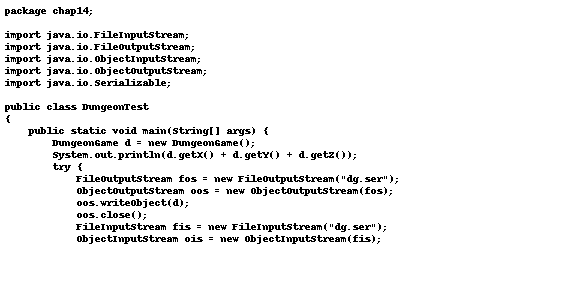 package chap14;

import java.io.FileInputStream;
import java.io.FileOutputStream;
import java.io.ObjectInputStream;
import java.io.ObjectOutputStream;
import java.io.Serializable;

public class DungeonTest
{
    public static void main(String[] args) {
        DungeonGame d = new DungeonGame();
        System.out.println(d.getX() + d.getY() + d.getZ());
        try {
            FileOutputStream fos = new FileOutputStream("dg.ser");
            ObjectOutputStream oos = new ObjectOutputStream(fos);
            oos.writeObject(d);
            oos.close();
            FileInputStream fis = new FileInputStream("dg.ser");
            ObjectInputStream ois = new ObjectInputStream(fis);